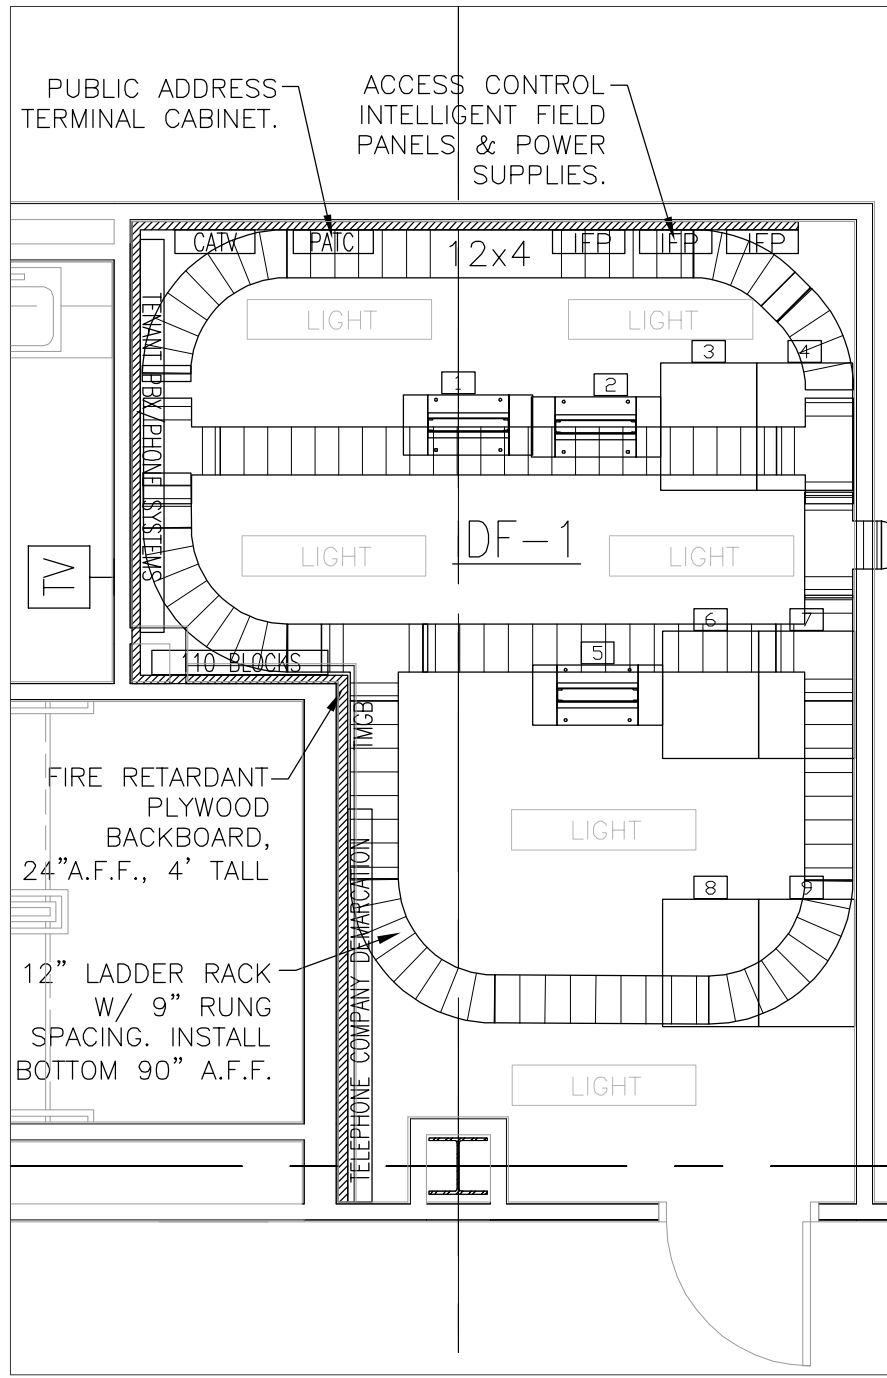 PUBLIC ADDRESS
TERMINAL CABINET.
ACCESS CONTROL
INTELLIGENT FIELD
PANELS & POWER
SUPPLIES.
CATV
PATC
12x4
IFP
IFP
IFP
LIGHT
LIGHT
1
2
3
4
TENANT PBX/PHONE SYSTEMS
DF-1
LIGHT
LIGHT
TV
5
6
7
110 BLOCKS
TMGB
FIRE RETARDANT
PLYWOOD
BACKBOARD,
24"A.F.F., 4' TALL
LIGHT
8
9
TELEPHONE COMPANY DEMARCATION
12" LADDER RACK
W/ 9" RUNG
SPACING. INSTALL
BOTTOM 90" A.F.F.
LIGHT